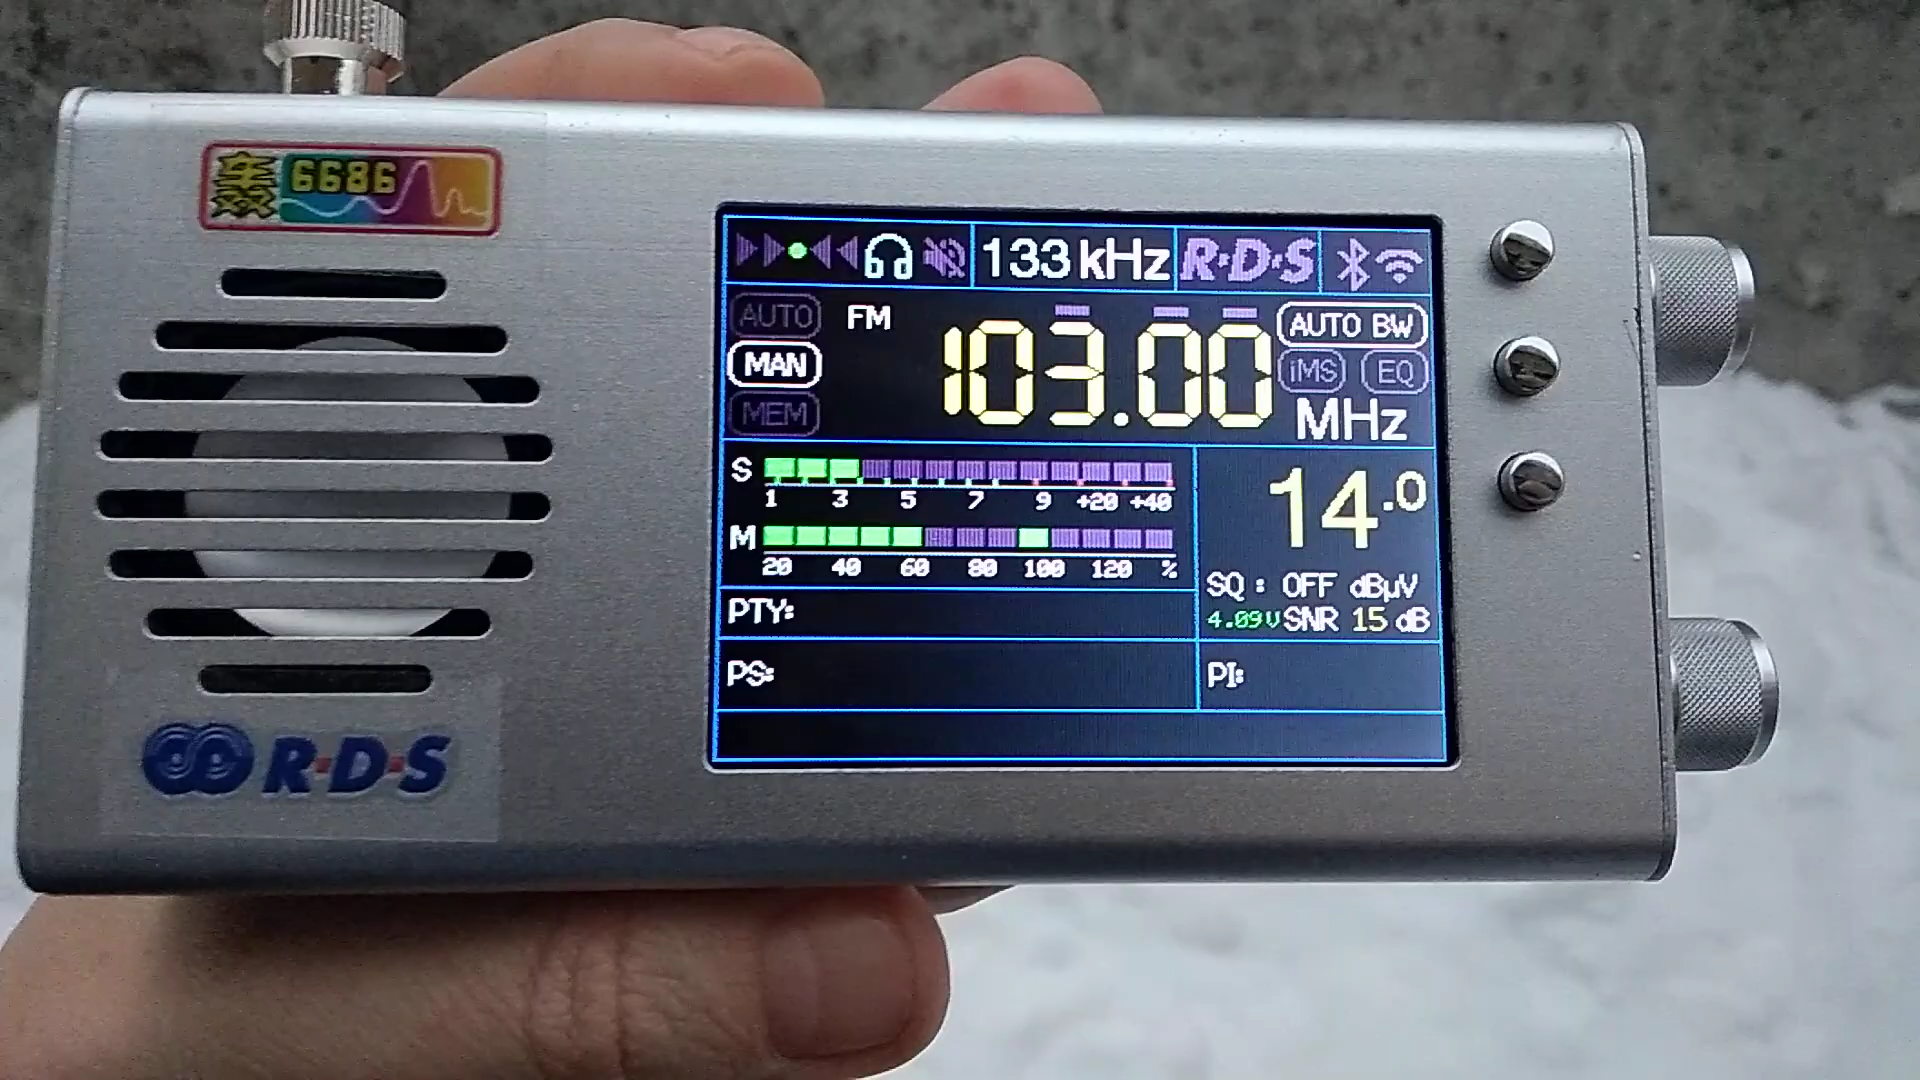 6686
133 kHz R·D·S
AUTO FM AUTO BW
MAN 103.00 iMS EQ
MEM MHz
S
1 3 5 7 9 +20 +40
14.0
M
20 40 60 80 100 120 %
SQ: OFF dBµV
PTY: 4.09V SNR 15 dB
PS: PI:
R·D·S